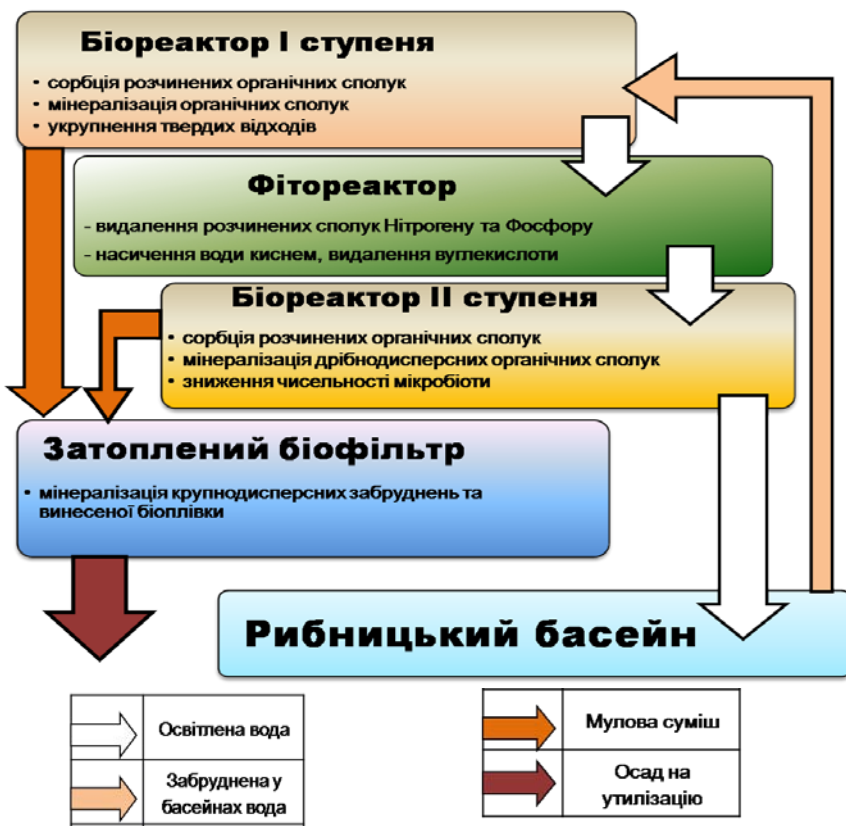 Біореактор І ступеня
• сорбція розчинених органічних сполук
• мінералізація органічних сполук
• укрупнення твердих відходів
Фітореактор
- видалення розчинених сполук Нітрогену та Фосфору
- насичення води киснем, видалення вуглекислоти
Біореактор ІІ ступеня
• сорбція розчинених органічних сполук
• мінералізація дрібнодисперсних органічних сполук
• зниження чисельності мікробіоти
Затоплений біофільтр
• мінералізація крупнодисперсних забруднень та
винесеної біоплівки
Рибницький басейн
Освітлена вода
Забруднена у
басейнах вода
Мулова суміш
Осад на
утилізацію